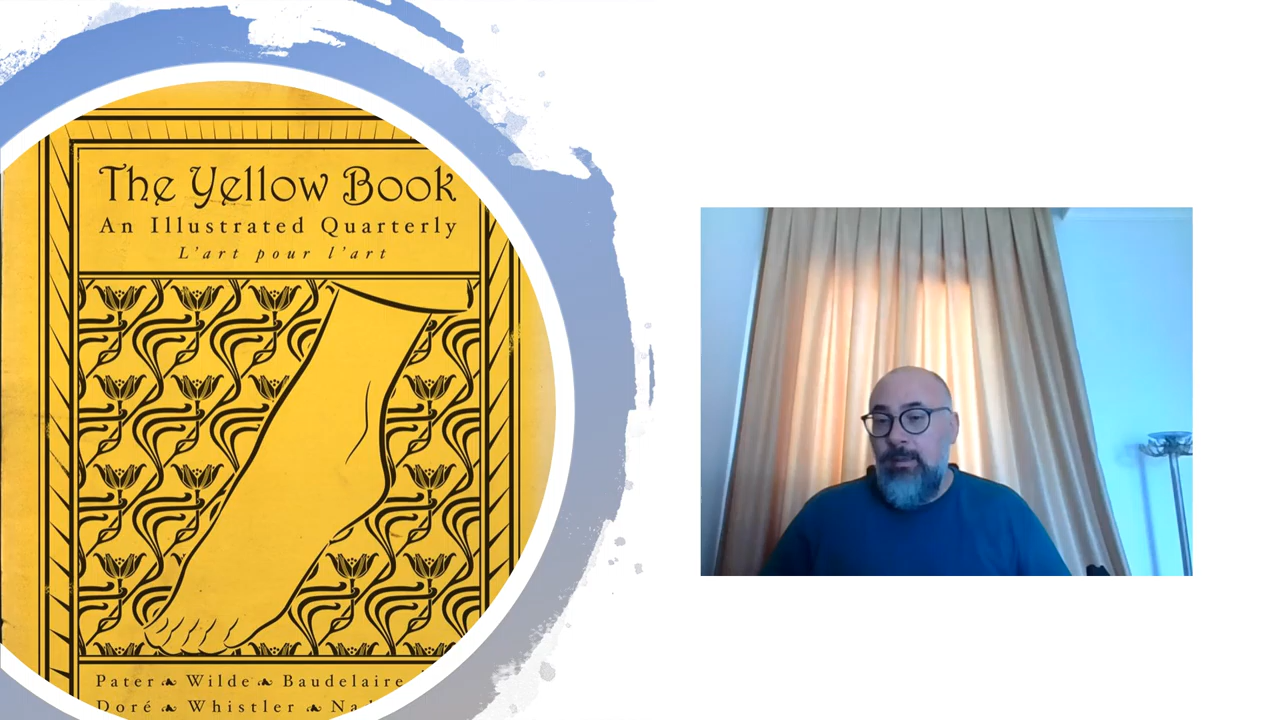 The Yellow Book
An Illustrated Quarterly
L'art pour l'art
Pater ❧ Wilde ❧ Baudelaire
Doré ❧ Whistler ❧